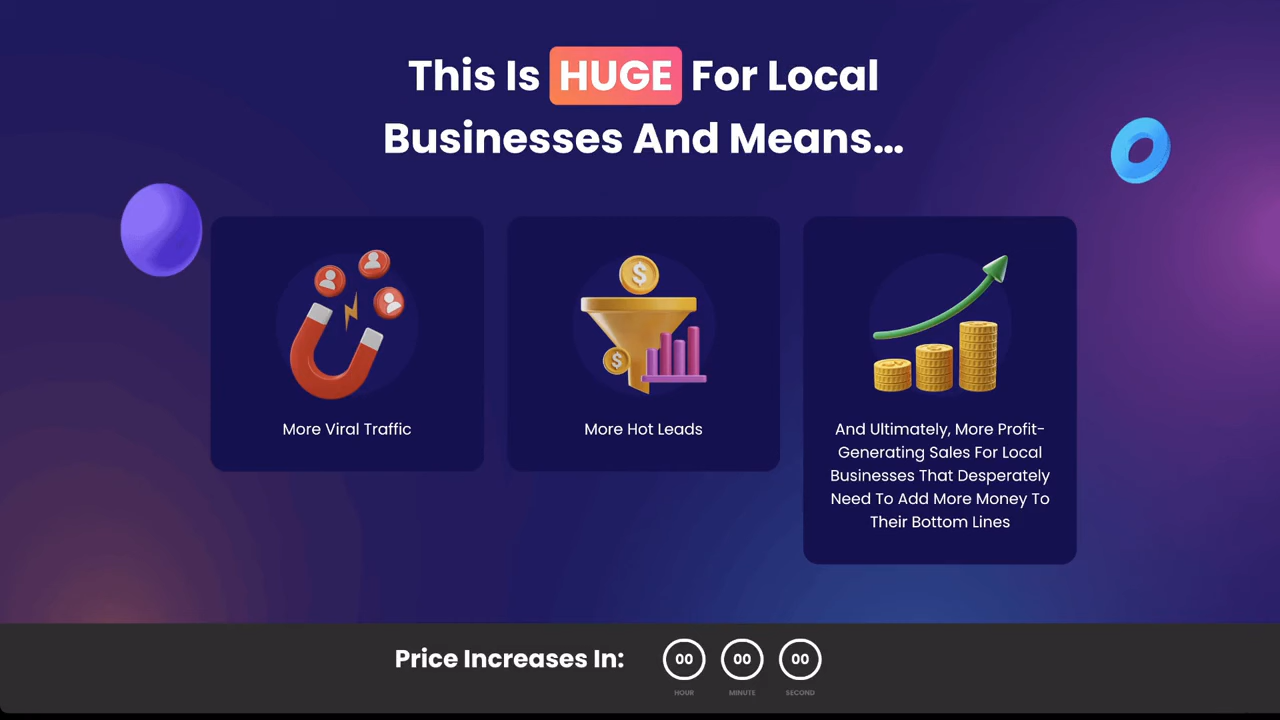 This Is HUGE For Local
Businesses And Means...
More Viral Traffic
More Hot Leads
And Ultimately, More Profit-
Generating Sales For Local
Businesses That Desperately
Need To Add More Money To
Their Bottom Lines
Price Increases In:
00 00 00
HOUR MINUTE SECOND